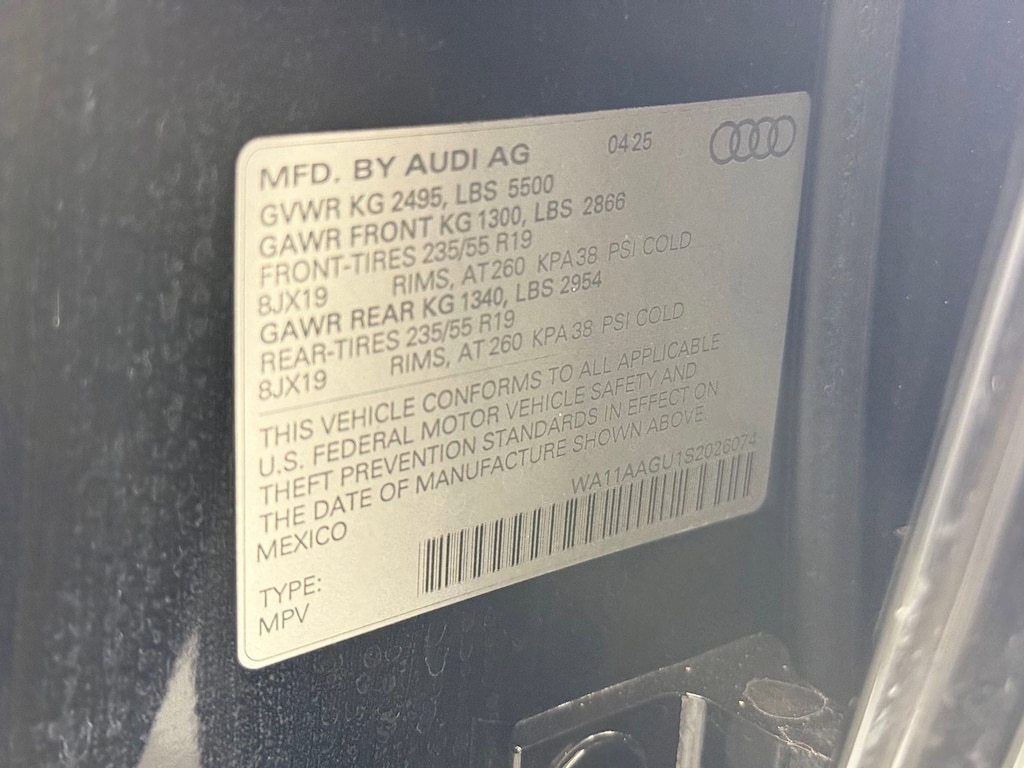 MFD. BY AUDI AG 04 25
GVWR KG 2495, LBS 5500
GAWR FRONT KG 1300, LBS 2866
FRONT-TIRES 235/55 R19
8JX19 RIMS, AT 260 KPA 38 PSI COLD
GAWR REAR KG 1340, LBS 2954
REAR-TIRES 235/55 R19
8JX19 RIMS, AT 260 KPA 38 PSI COLD
THIS VEHICLE CONFORMS TO ALL APPLICABLE
U.S. FEDERAL MOTOR VEHICLE SAFETY AND
THEFT PREVENTION STANDARDS IN EFFECT ON
THE DATE OF MANUFACTURE SHOWN ABOVE
MEXICO WA11AAGU1S2026074
TYPE:
MPV